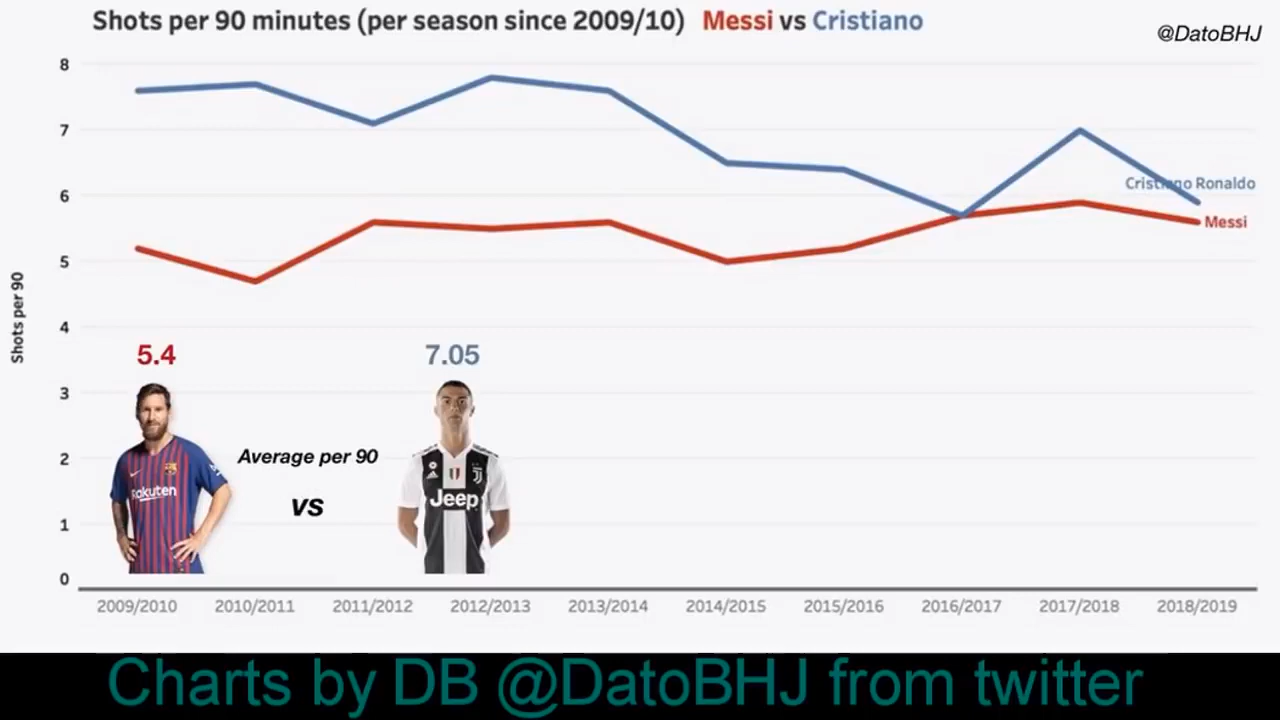 Shots per 90 minutes (per season since 2009/10) Messi vs Cristiano
@DatoBHJ
8
7
6
5
4
3
2
1
0
Shots per 90
Cristiano Ronaldo
Messi
5.4
7.05
Average per 90
vs
Rakuten
Jeep
2009/2010 2010/2011 2011/2012 2012/2013 2013/2014 2014/2015 2015/2016 2016/2017 2017/2018 2018/2019
Charts by DB @DatoBHJ from twitter